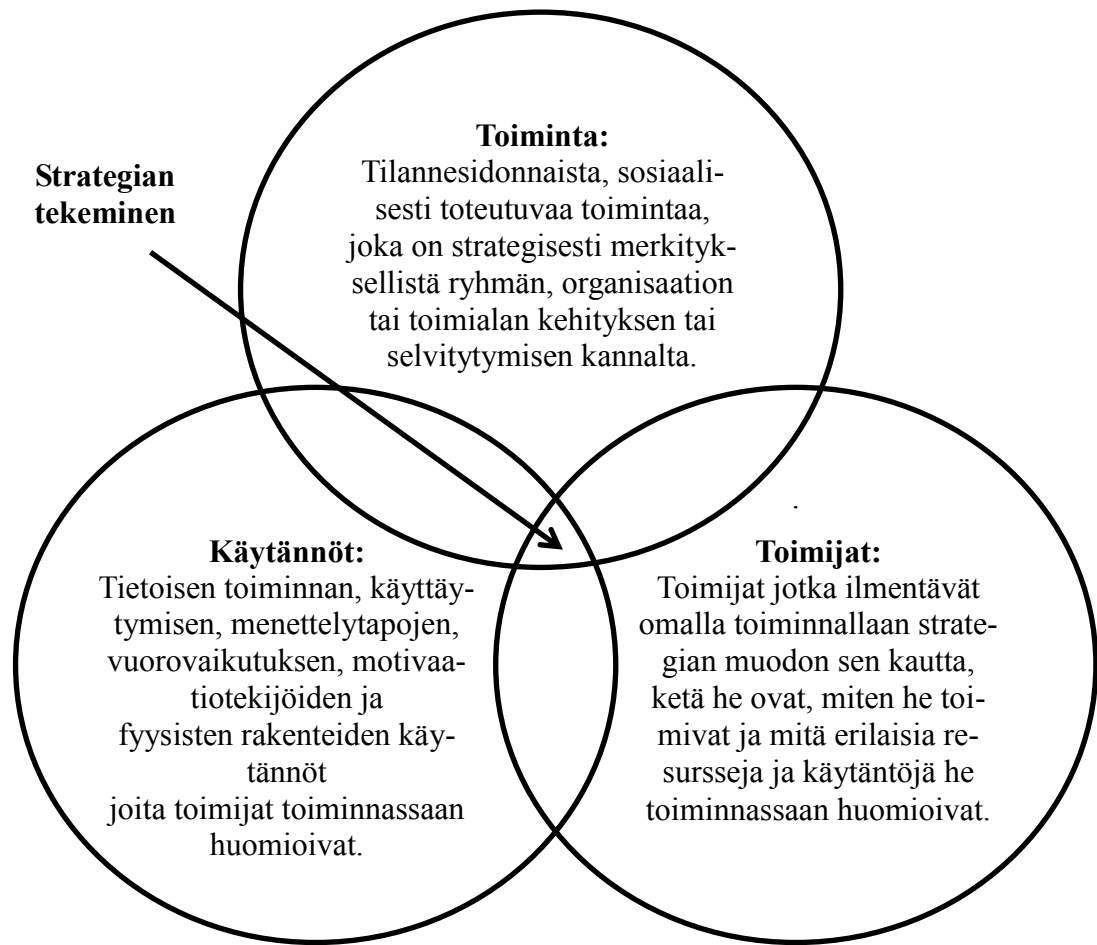 Strategian
tekeminen
Toiminta:
Tilannesidonnaista, sosiaali-
sesti toteutuvaa toimintaa,
joka on strategisesti merkityk-
sellistä ryhmän, organisaation
tai toimialan kehityksen tai
selvitytymisen kannalta.
Käytännöt:
Tietoisen toiminnan, käyttäy-
tymisen, menettelytapojen,
vuorovaikutuksen, motivaa-
tiotekijöiden ja
fyysisten rakenteiden käy-
tännöt
joita toimijat toiminnassaan
huomioivat.
.
Toimijat:
Toimijat jotka ilmentävät
omalla toiminnallaan strate-
gian muodon sen kautta,
ketä he ovat, miten he toi-
mivat ja mitä erilaisia re-
sursseja ja käytäntöjä he
toiminnassaan huomioivat.